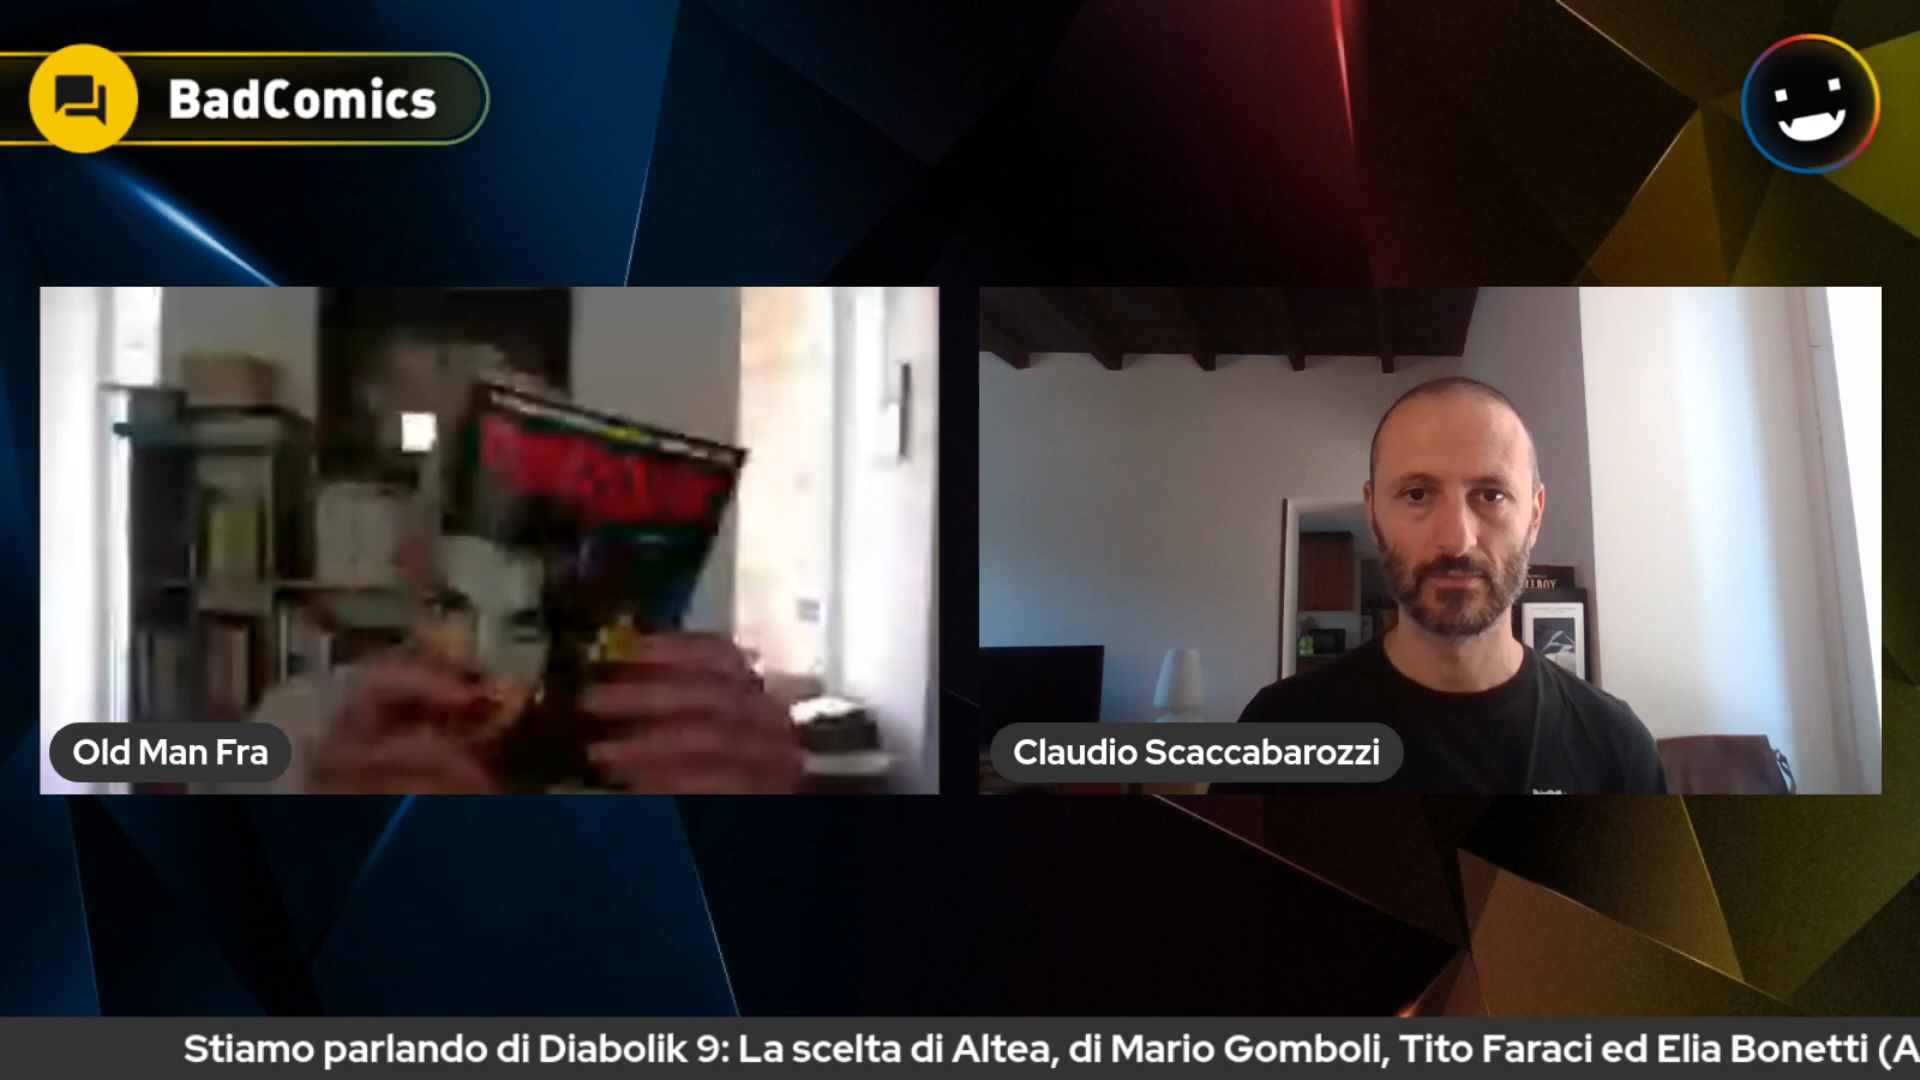 BadComics
Old Man Fra
Claudio Scaccabarozzi
Stiamo parlando di Diabolik 9: La scelta di Altea, di Mario Gomboli, Tito Faraci ed Elia Bonetti (A